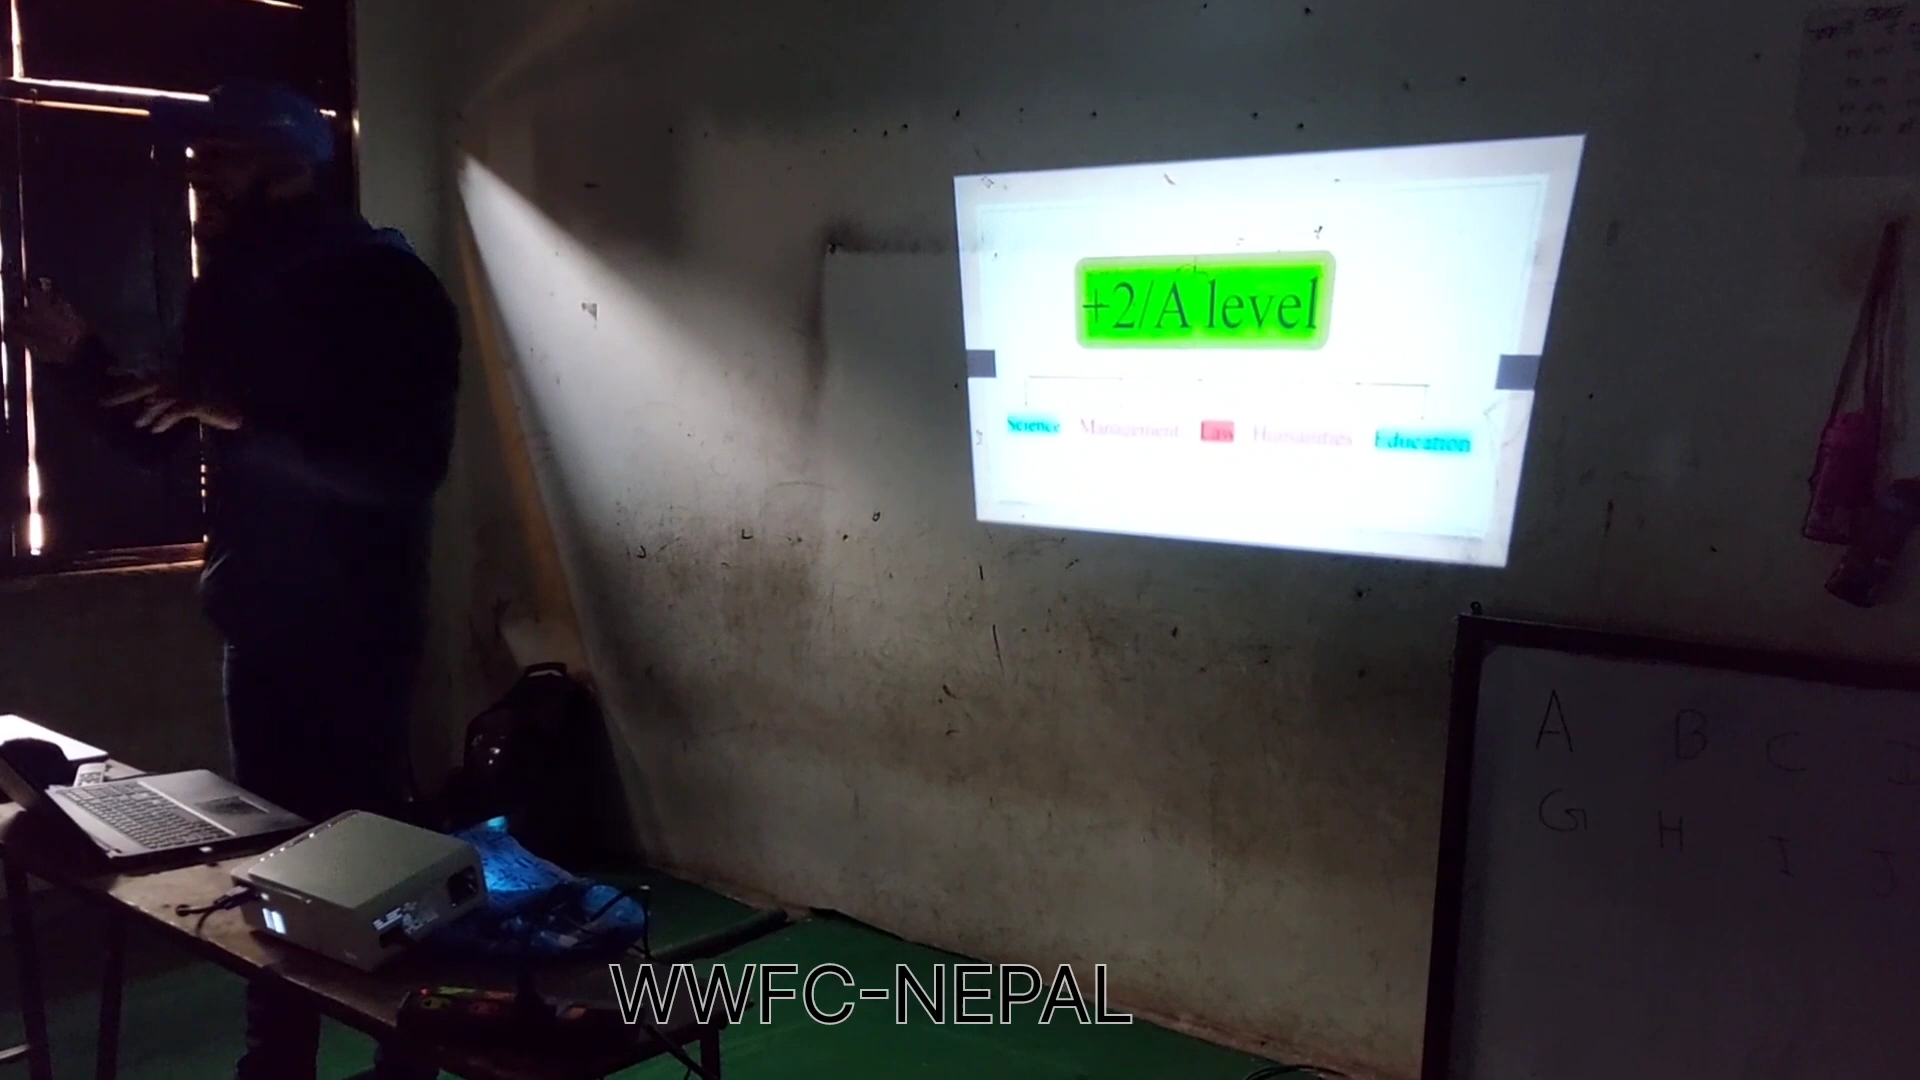 +2/A level
Science Management Law Humanities Education
A B C D
G H I J
WWFC-NEPAL